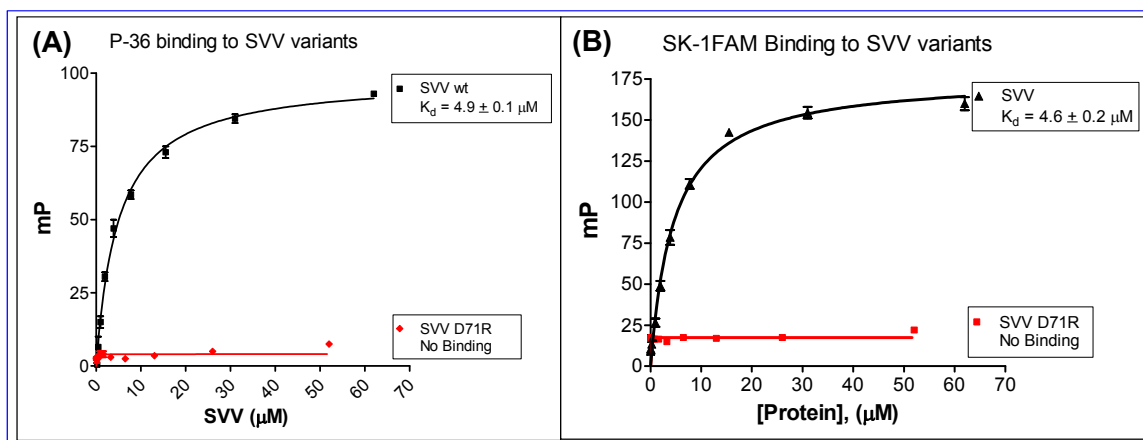 (A)
P-36 binding to SVV variants
SVV wt
Kd = 4.9 ± 0.1 μM
100
75
50
25
0
mP
SVV D71R
No Binding
0
10
20
30
40
50
60
70
SVV (μM)
(B)
SK-1FAM Binding to SVV variants
SVV
Kd = 4.6 ± 0.2 μM
175
150
125
100
75
50
25
0
mP
SVV D71R
No Binding
0
10
20
30
40
50
60
70
[Protein], (μM)